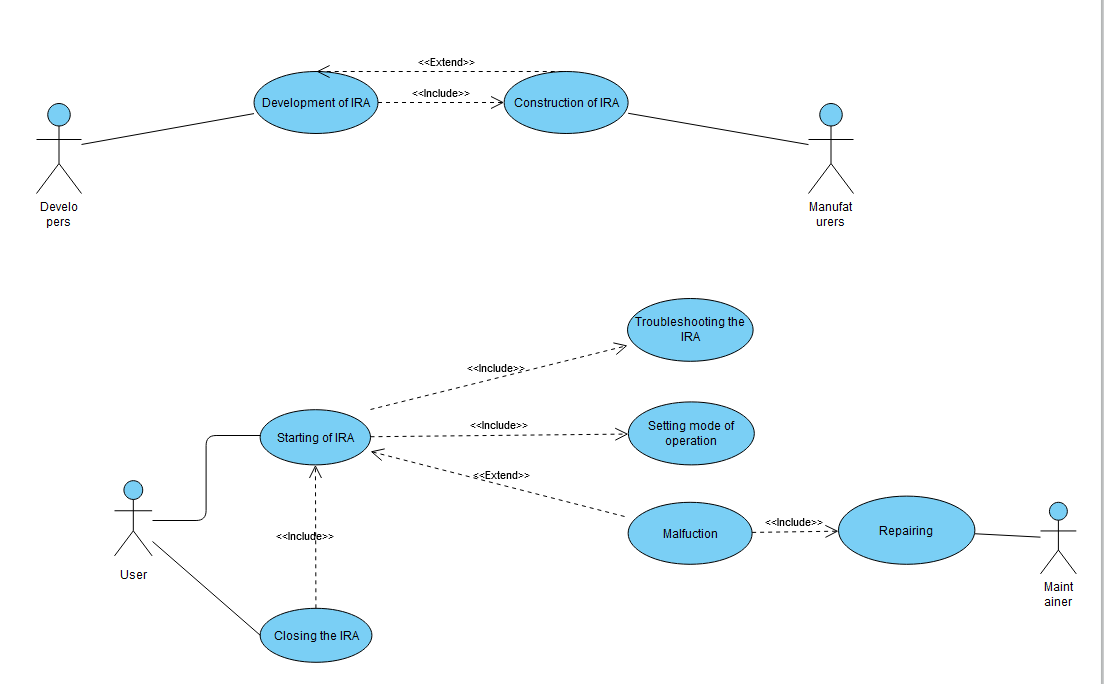 <<Extend>>
<<Include>>
Development of IRA
Construction of IRA
Develo
pers
Manufat
urers
Troubleshooting the
IRA
<<Include>>
<<Include>>
Setting mode of
operation
Starting of IRA
<<Extend>>
Malfuction
<<Include>>
Repairing
<<Include>>
User
Maint
ainer
Closing the IRA